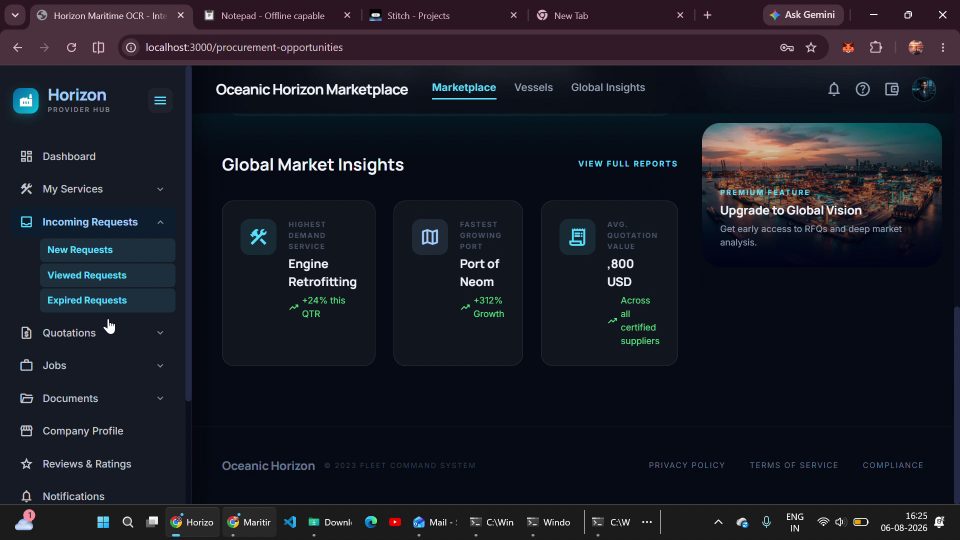 Horizon Maritime OCR - Inte
Notepad - Offline capable
Stitch - Projects
New Tab
Ask Gemini
localhost:3000/procurement-opportunities
Horizon
PROVIDER HUB
Dashboard
My Services
Incoming Requests
New Requests
Viewed Requests
Expired Requests
Quotations
Jobs
Documents
Company Profile
Reviews & Ratings
Notifications
Oceanic Horizon Marketplace
Marketplace
Vessels
Global Insights
Global Market Insights
VIEW FULL REPORTS
HIGHEST
DEMAND
SERVICE
Engine
Retrofitting
+24% this
QTR
FASTEST
GROWING
PORT
Port of
Neom
+312%
Growth
AVG.
QUOTATION
VALUE
,800
USD
Across
all
certified
suppliers
PREMIUM FEATURE
Upgrade to Global Vision
Get early access to RFQs and deep market
analysis.
Oceanic Horizon
© 2023 FLEET COMMAND SYSTEM
PRIVACY POLICY
TERMS OF SERVICE
COMPLIANCE
1
Horizo
Maritir
Downlo
Mail - S
C:\Win
Windo
C:\W
ENG
IN
16:25
06-08-2026